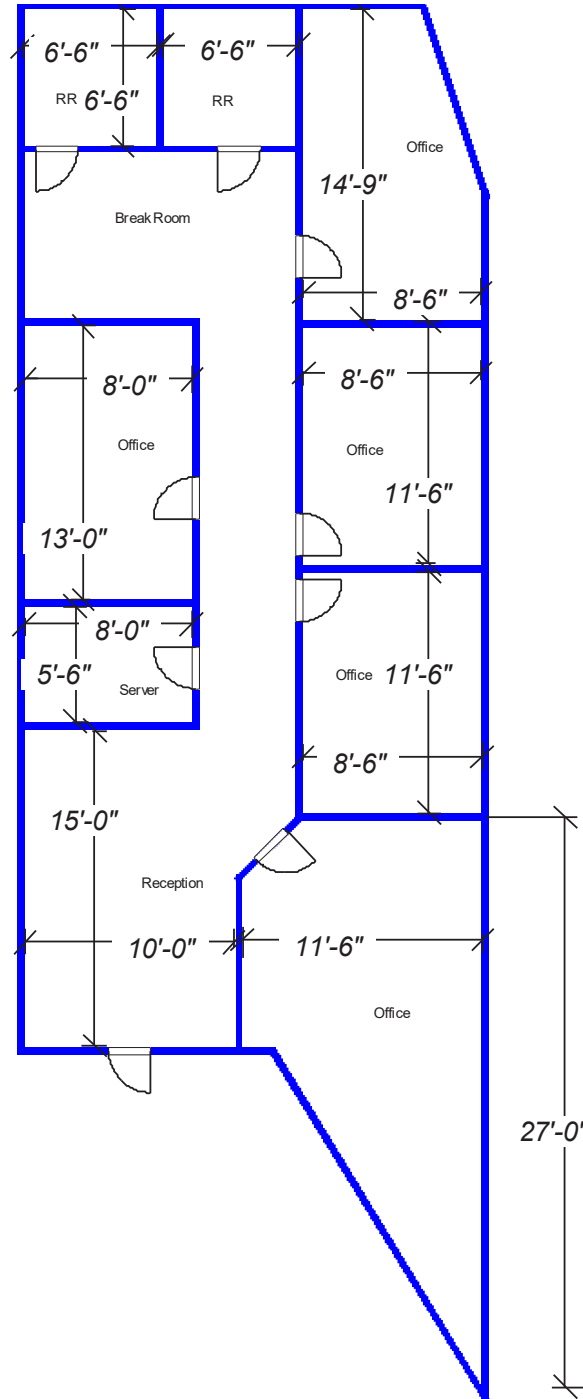 6'-6"
6'-6"
RR
6'-6"
RR
Office
14'-9"
Break Room
8'-6"
8'-0"
8'-6"
Office
Office
11'-6"
13'-0"
8'-0"
5'-6"
Server
Office
11'-6"
8'-6"
15'-0"
Reception
10'-0"
11'-6"
Office
27'-0'